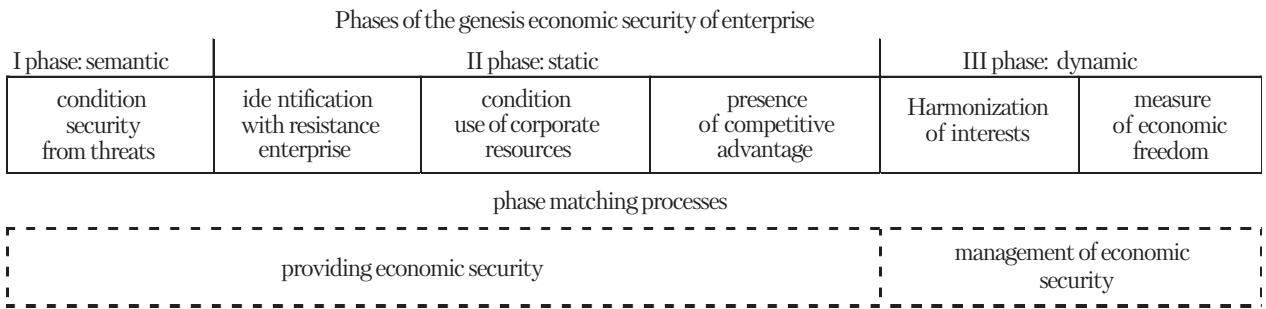 Phases of the genesis economic security of enterprise
I phase: semantic
II phase: static
III phase: dynamic
condition
security
from threats
ide ntification
with resistance
enterprise
condition
use of corporate
resources
presence
of competitive
advantage
Harmonization
of interests
measure
of economic
freedom
phase matching processes
providing economic security
management of economic
security